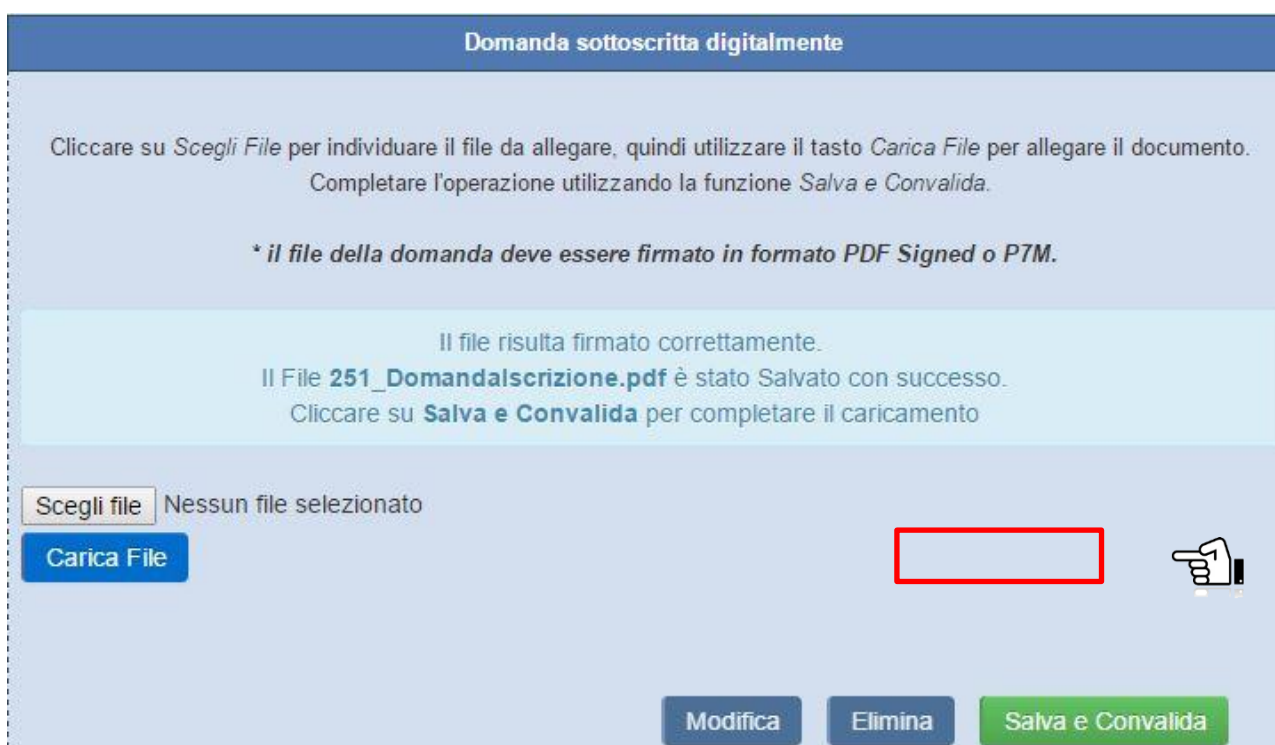 Domanda sottoscritta digitalmente
Cliccare su Scegli File per individuare il file da allegare, quindi utilizzare il tasto Carica File per allegare il documento.
Completare l'operazione utilizzando la funzione Salva e Convalida.
* il file della domanda deve essere firmato in formato PDF Signed o P7M.
Il file risulta firmato correttamente.
Il File 251_DomandaIscrizione.pdf è stato Salvato con successo.
Cliccare su Salva e Convalida per completare il caricamento
Scegli file Nessun file selezionato
Carica File
Modifica Elimina Salva e Convalida